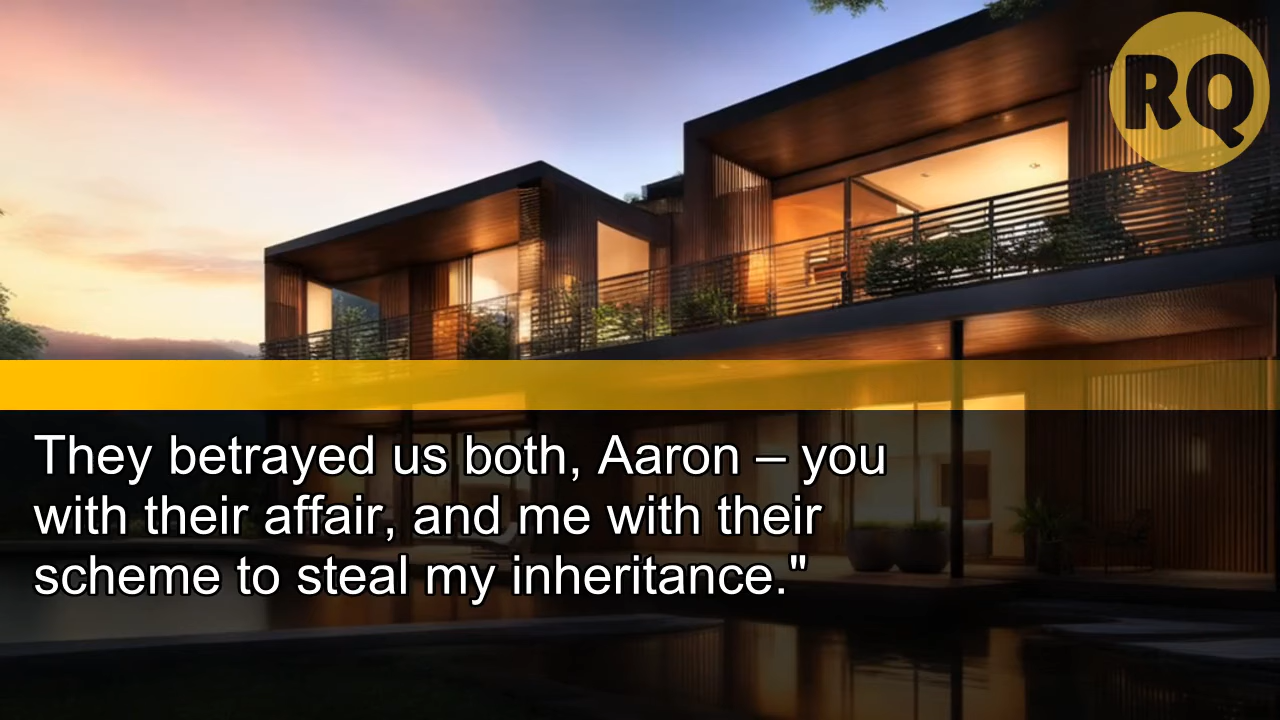 RQ
They betrayed us both, Aaron – you
with their affair, and me with their
scheme to steal my inheritance."